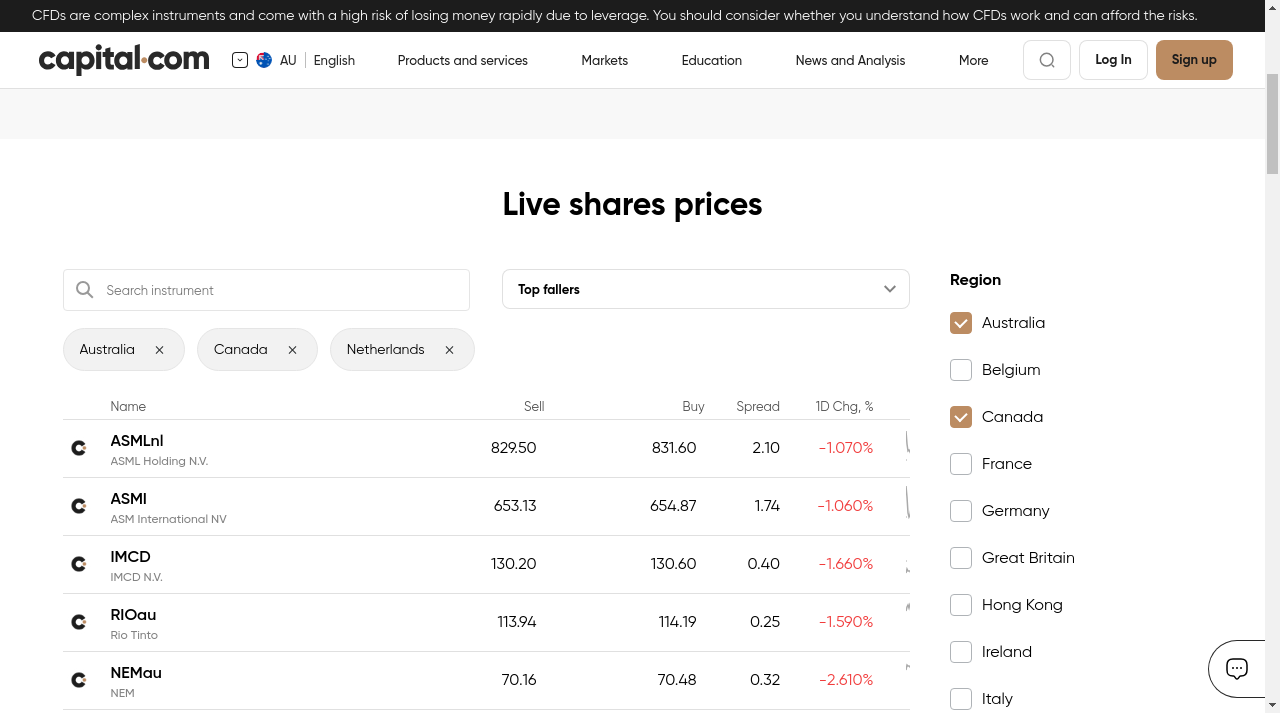 CFDs are complex instruments and come with a high risk of losing money rapidly due to leverage. You should consider whether you understand how CFDs work and can afford the risks.
capital.com AU English Products and services Markets Education News and Analysis More Log In Sign up
Live shares prices
Search instrument
Top fallers
Australia Canada Netherlands
Name Sell Buy Spread 1D Chg, %
ASMLnl 829.50 831.60 2.10 -1.070%
ASML Holding N.V.
ASMI 653.13 654.87 1.74 -1.060%
ASM International NV
IMCD 130.20 130.60 0.40 -1.660%
IMCD N.V.
RIOau 113.94 114.19 0.25 -1.590%
Rio Tinto
NEMau 70.16 70.48 0.32 -2.610%
NEM
Region
Australia
Belgium
Canada
France
Germany
Great Britain
Hong Kong
Ireland
Italy